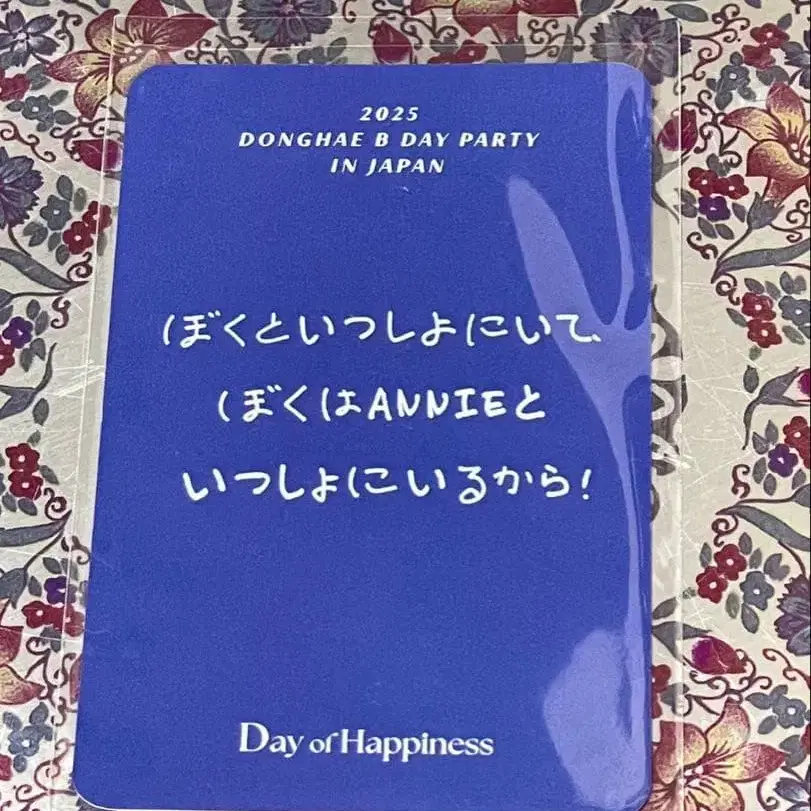 2025
DONGHAE B DAY PARTY
IN JAPAN
ぼくといつしよにいて、
ぼくはANNIEと
いつしょにいるから!
Day of Happiness